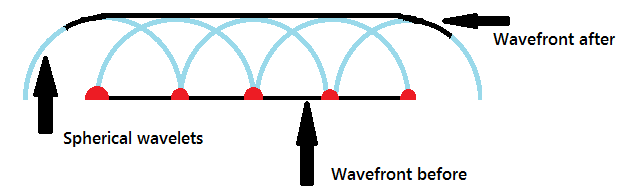 Wavefront after
Spherical wavelets
Wavefront before